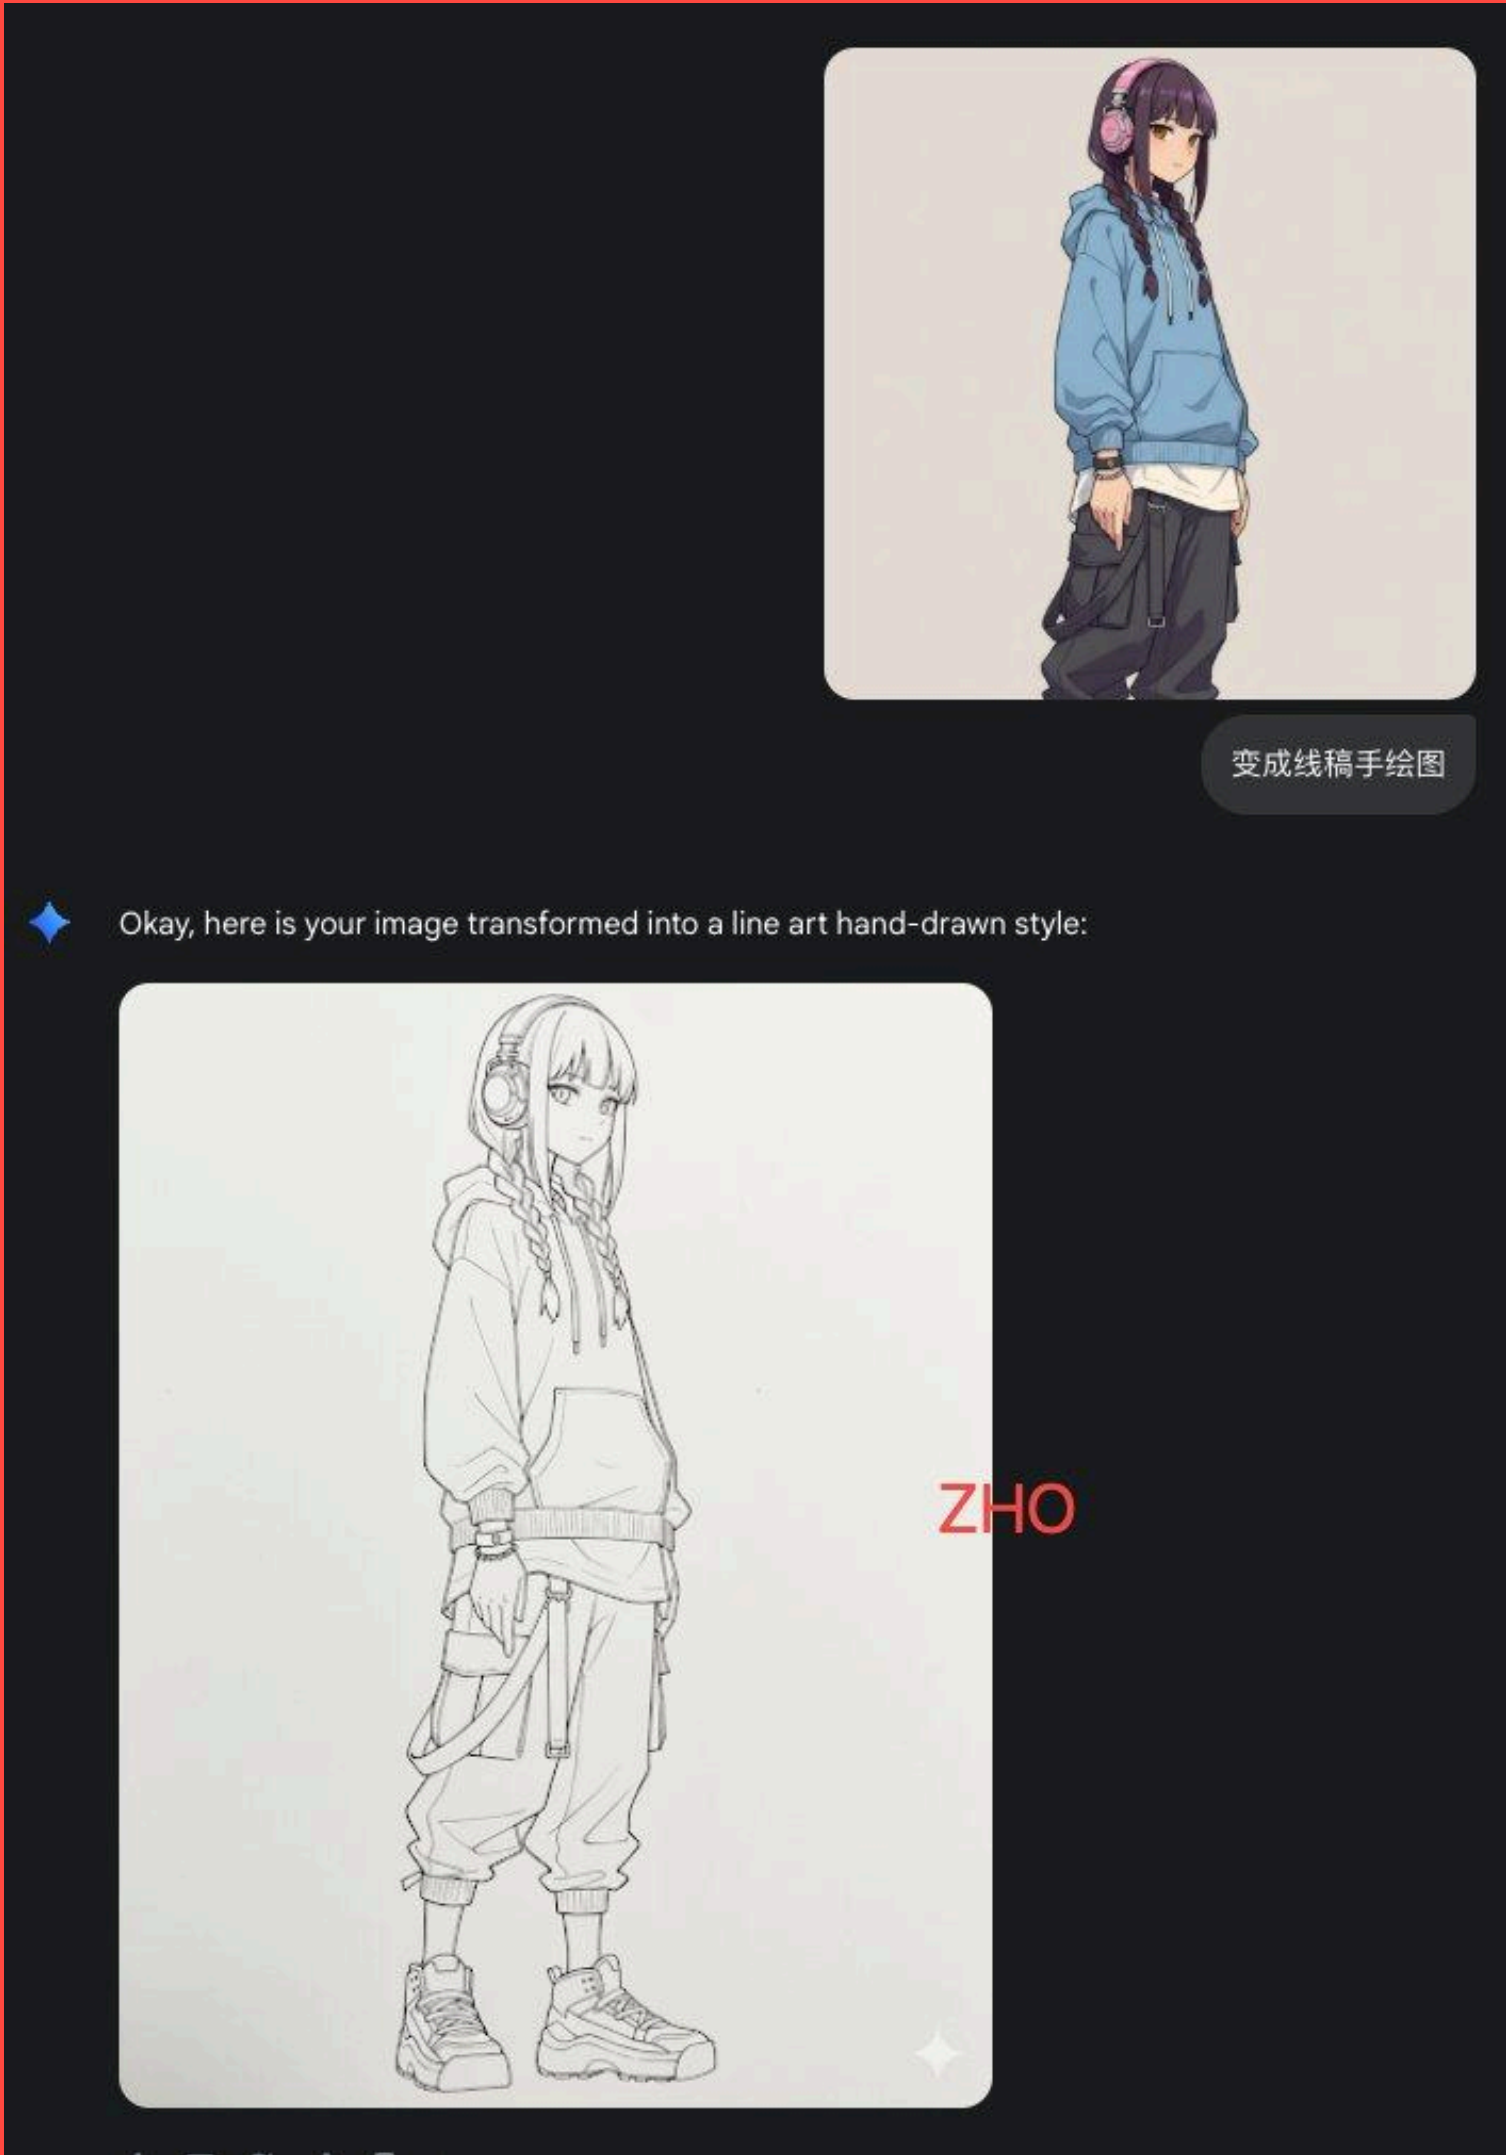 变成线稿手绘图
Okay, here is your image transformed into a line art hand-drawn style:
ZHO